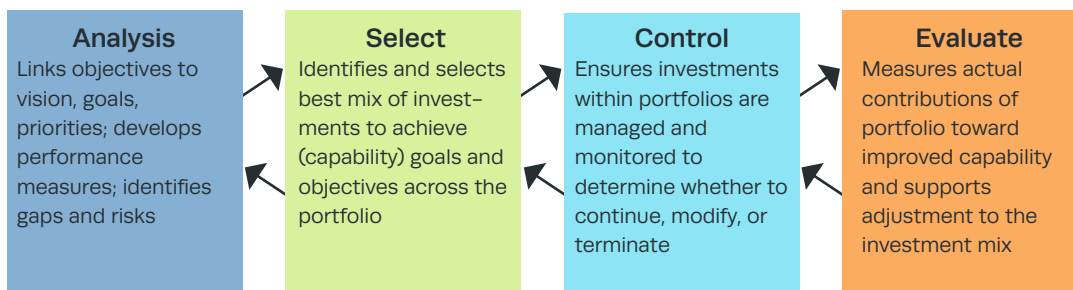 Analysis
Links objectives to
vision, goals,
priorities; develops
performance
measures; identifies
gaps and risks
Select
Identifies and selects
best mix of invest-
ments to achieve
(capability) goals and
objectives across the
portfolio
Control
Ensures investments
within portfolios are
managed and
monitored to
determine whether to
continue, modify, or
terminate
Evaluate
Measures actual
contributions of
portfolio toward
improved capability
and supports
adjustment to the
investment mix